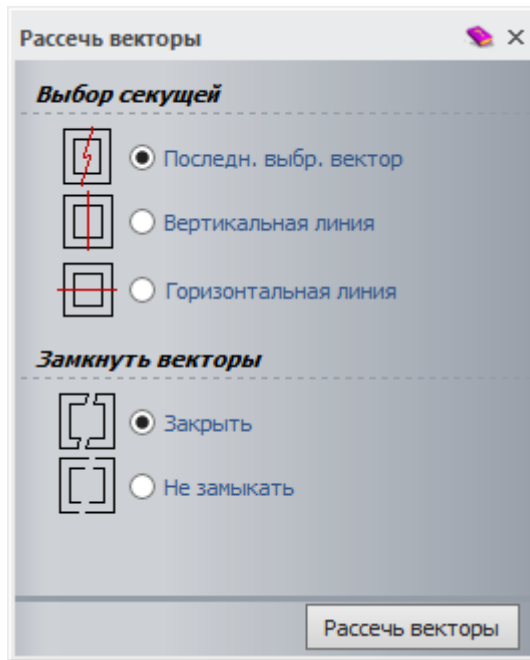 Рассечь векторы
Выбор секущей
Последн. выбр. вектор
Вертикальная линия
Горизонтальная линия
Замкнуть векторы
Закрыть
Не замыкать
Рассечь векторы